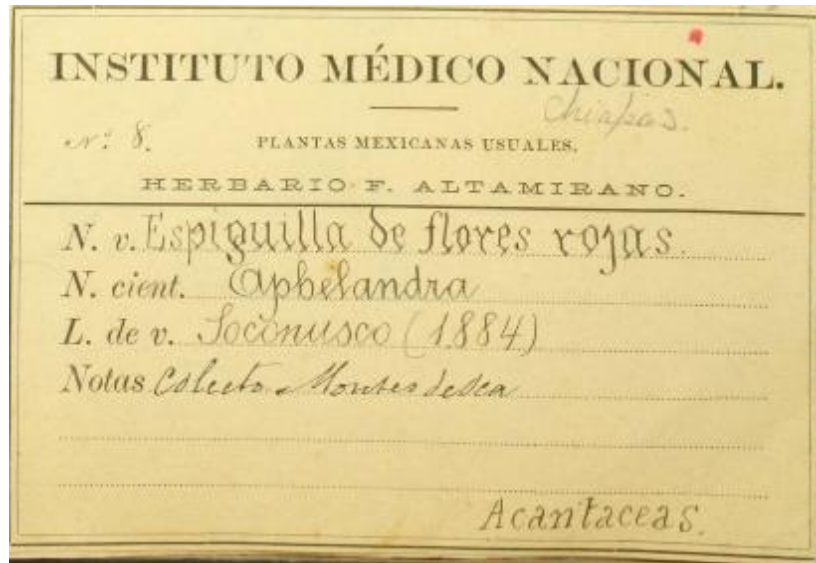 INSTITUTO MÉDICO NACIONAL.
Chiapas.
Nº 8. PLANTAS MEXICANAS USUALES.
HERBARIO F. ALTAMIRANO.
N. v. Espiguilla de flores rojas.
N. cient. Aphelandra
L. de v. Soconusco (1884)
Notas Colecto Montes de Oca
Acantaceas.